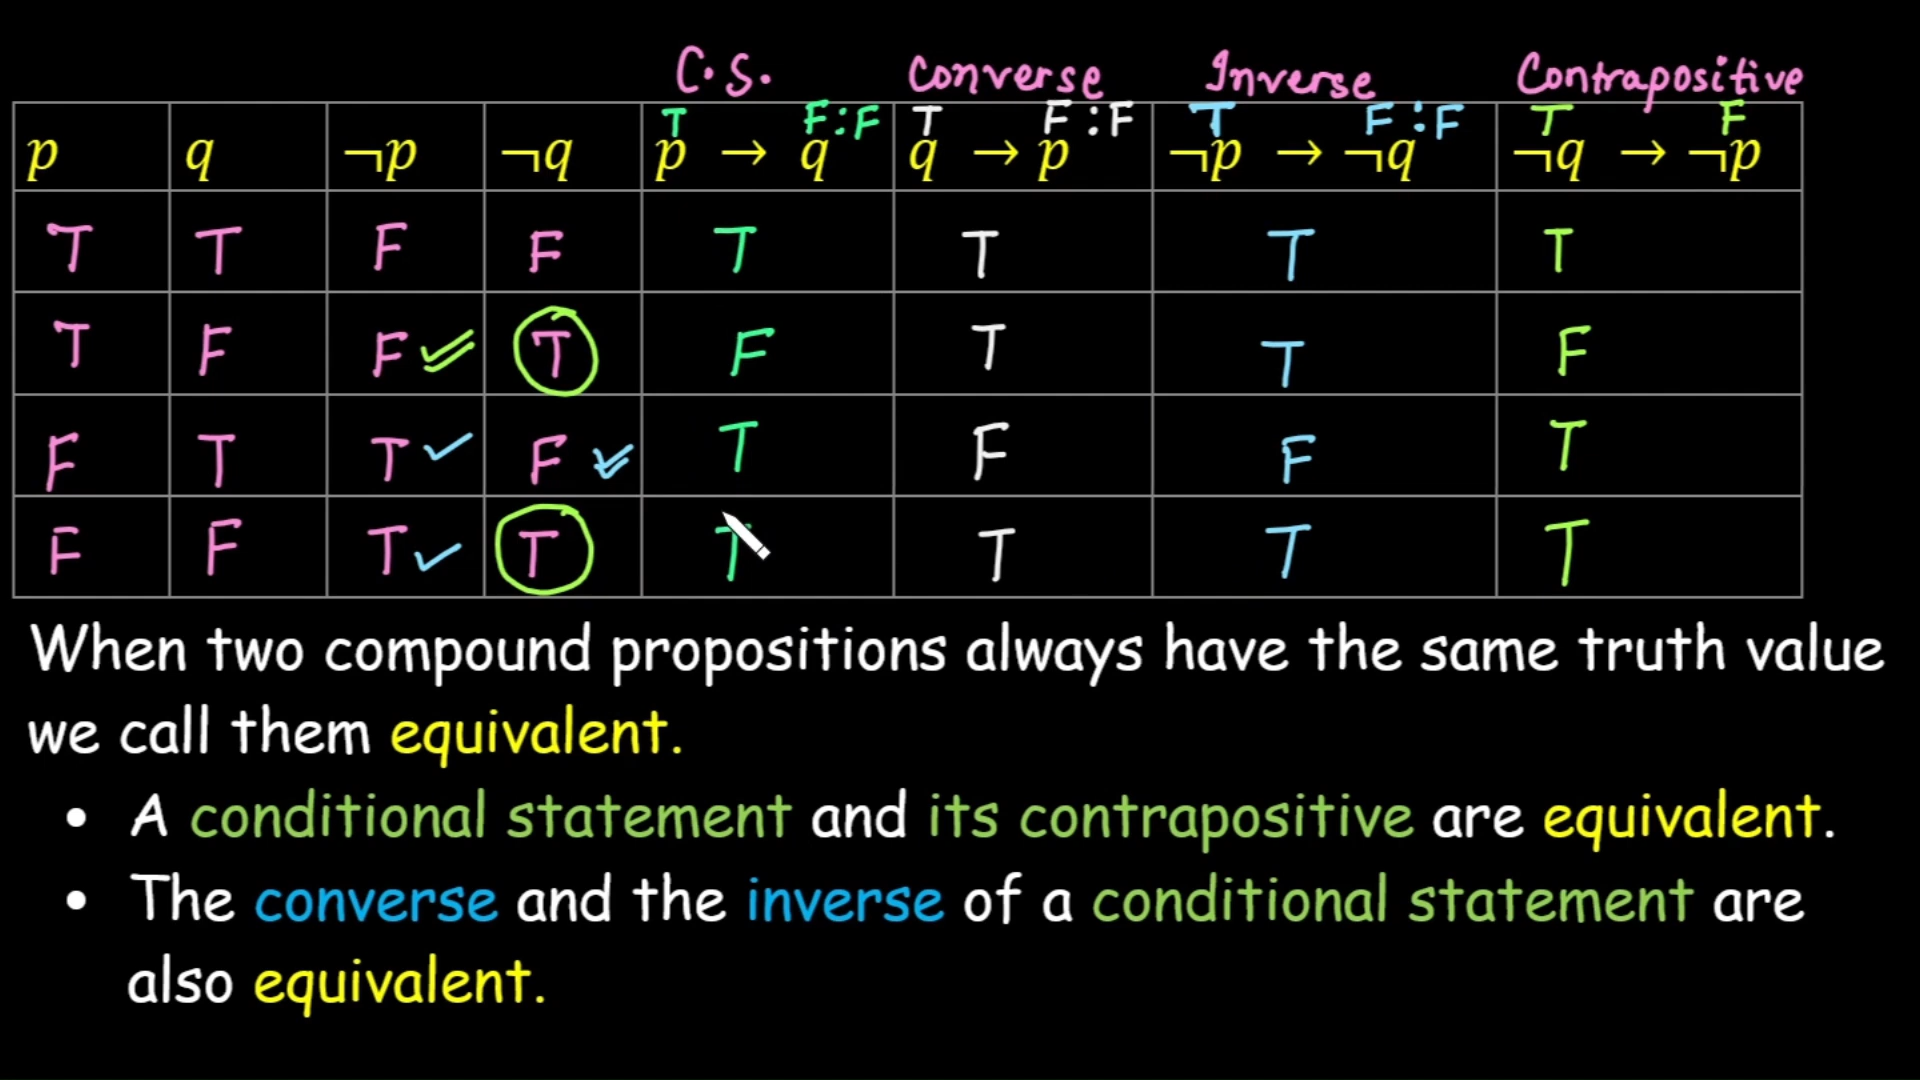 C.S. Converse Inverse Contrapositive
T F:F T F:F T F:F T F
p q ¬p ¬q p → q q → p ¬p → ¬q ¬q → ¬p
T T F F T T T T
T F F T F T T F
F T T F T F F T
F F T T T T T T
When two compound propositions always have the same truth value
we call them equivalent.
• A conditional statement and its contrapositive are equivalent.
• The converse and the inverse of a conditional statement are
also equivalent.